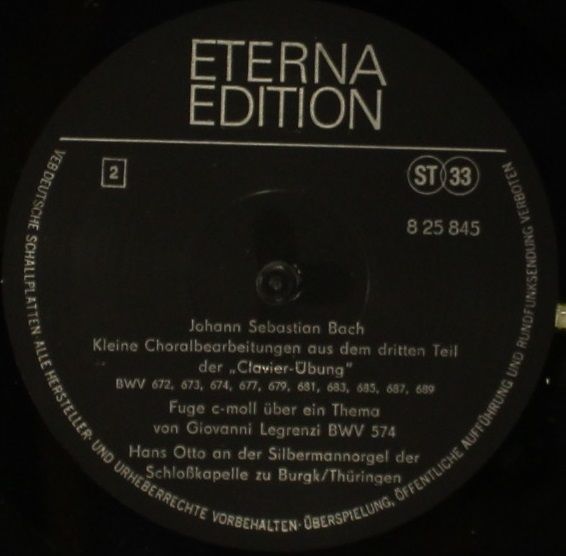 ETERNA
EDITION
2
ST 33
8 25 845
Johann Sebastian Bach
Kleine Choralbearbeitungen aus dem dritten Teil
der „Clavier-Übung"
BWV 672, 673, 674, 677, 679, 681, 683, 685, 687, 689
Fuge c-moll über ein Thema
von Giovanni Legrenzi BWV 574
Hans Otto an der Silbermannorgel der
Schloßkapelle zu Burgk/Thüringen
VEB DEUTSCHE SCHALLPLATTEN ALLE HERSTELLER- UND URHEBERRECHTE VORBEHALTEN · ÜBERSPIELUNG, ÖFFENTLICHE AUFFÜHRUNG UND RUNDFUNKSENDUNG VERBOTEN